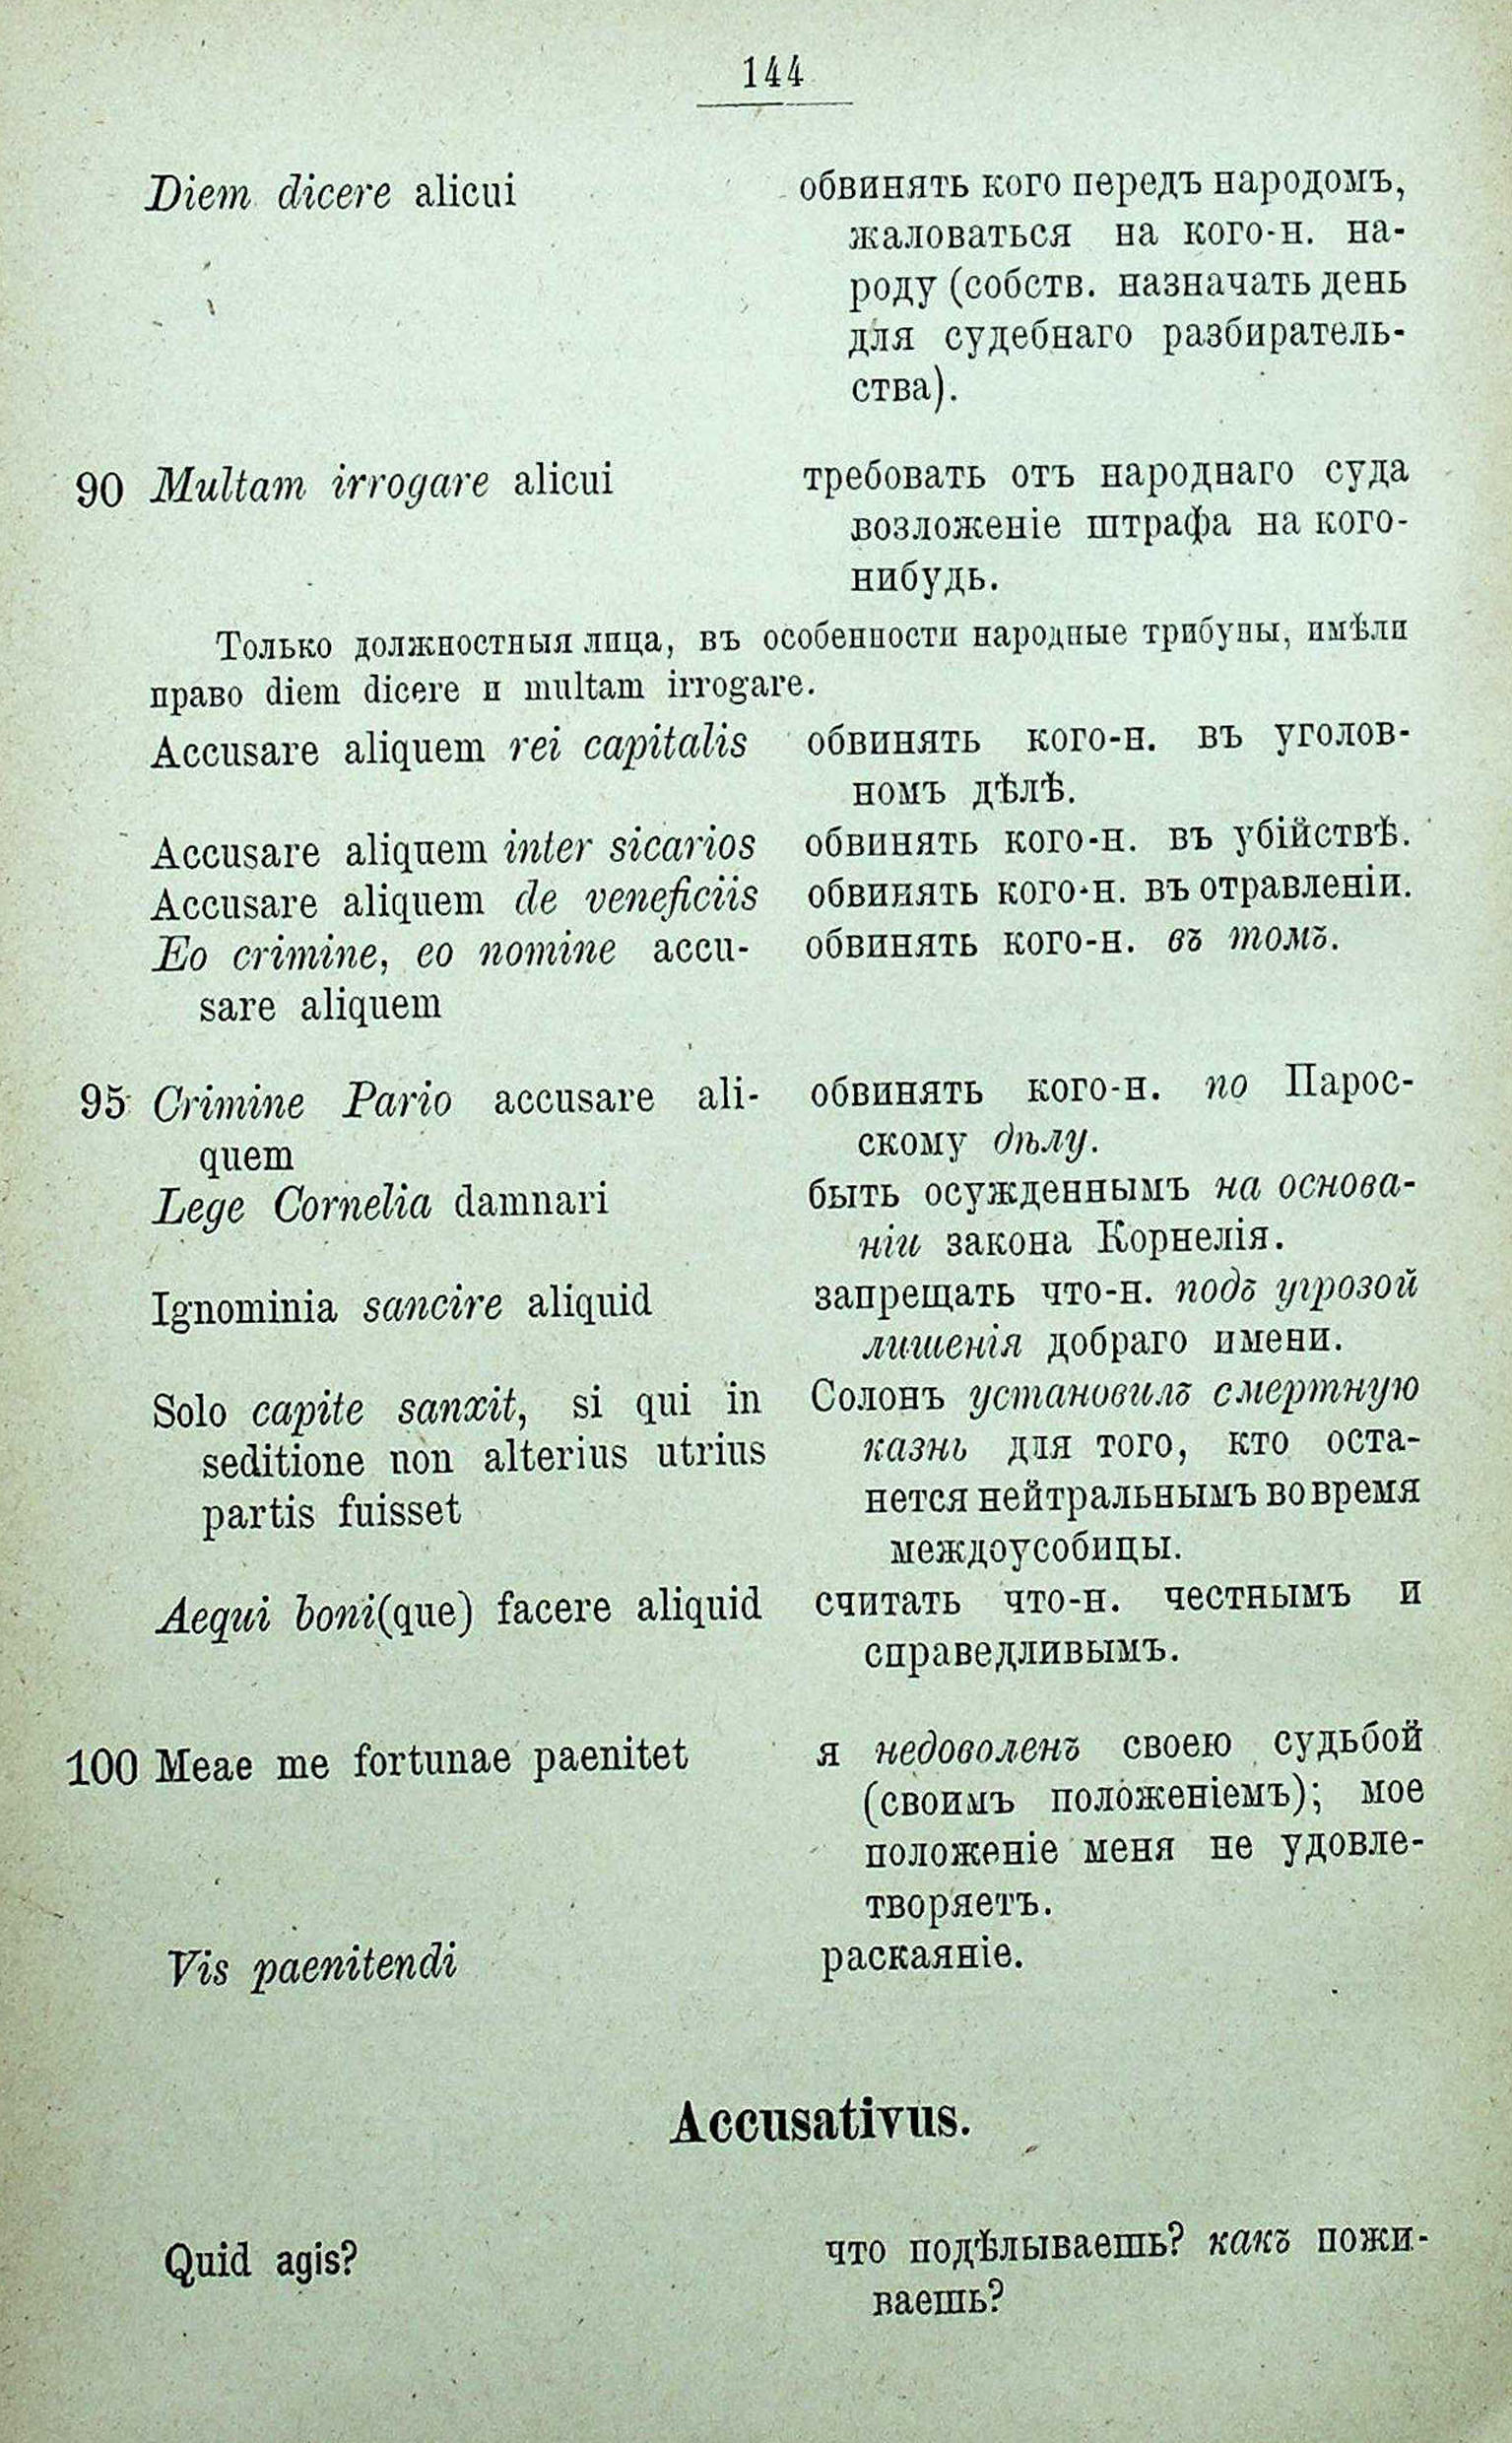 144
Diem dicere alicui
обвинять кого передъ народомъ,
жаловаться на кого-н. на-
роду (собств. назначать день
для судебнаго разбиратель-
ства).
90 Multam irrogare alicui
требовать отъ народнаго суда
возложеніе штрафа на кого-
нибудь.
Только должностныя лица, въ особенности народные трибуны, имѣли
право diem dicere и multam irrogare.
Accusare aliquem rei capitalis
обвинять кого-н. въ уголов-
номъ дѣлѣ.
Accusare aliquem inter sicarios
обвинять кого-н. въ убійствѣ.
Accusare aliquem de veneficiis
обвинять кого-н. въ отравленіи.
Eo crimine, eo nomine accu-
sare aliquem
обвинять кого-н. въ томъ.
95 Crimine Pario accusare ali-
quem
обвинять кого-н. по Парос-
скому дѣлу.
Lege Cornelia damnari
быть осужденнымъ на основа-
ніи закона Корнелія.
Ignominia sancire aliquid
запрещать что-н. подъ угрозой
лишенія добраго имени.
Solo capite sanxit, si qui in
seditione non alterius utrius
partis fuisset
Солонъ установилъ смертную
казнь для того, кто оста-
нется нейтральнымъ во время
междоусобицы.
Aequi boni(que) facere aliquid
считать что-н. честнымъ и
справедливымъ.
100 Meae me fortunae paenitet
я недоволенъ своею судьбой
(своимъ положеніемъ); мое
положеніе меня не удовле-
творяетъ.
Vis paenitendi
раскаяніе.
Accusativus.
Quid agis?
что подѣлываешь? какъ пожи-
ваешь?